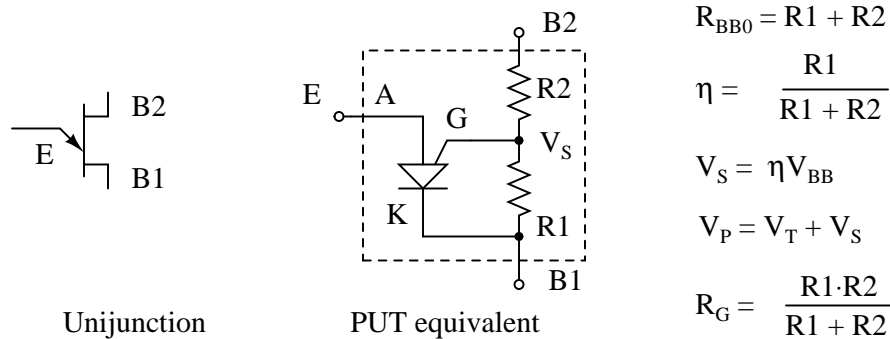 B2
E
B1
Unijunction
B2
E
A
R2
G
V_S
K
R1
B1
PUT equivalent
R_BB0 = R1 + R2
η = R1 / (R1 + R2)
V_S = ηV_BB
V_P = V_T + V_S
R_G = R1·R2 / (R1 + R2)